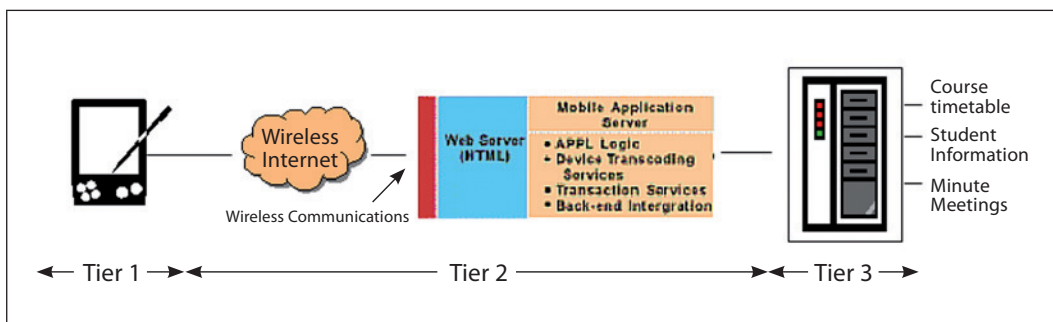 Wireless
Internet
Wireless Communications
Web Server
(HTML)
Mobile Application
Server
• APPL Logic
• Device Transcoding
Services
• Transaction Services
• Back-end Intergration
Course
timetable
Student
Information
Minute
Meetings
Tier 1
Tier 2
Tier 3